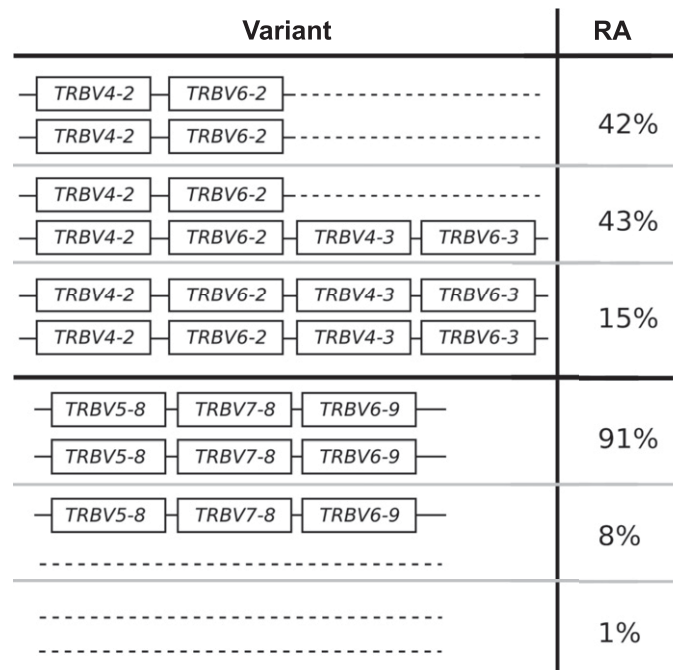 Variant RA
TRBV4-2 TRBV6-2
TRBV4-2 TRBV6-2
42%
TRBV4-2 TRBV6-2
TRBV4-2 TRBV6-2 TRBV4-3 TRBV6-3
43%
TRBV4-2 TRBV6-2 TRBV4-3 TRBV6-3
TRBV4-2 TRBV6-2 TRBV4-3 TRBV6-3
15%
TRBV5-8 TRBV7-8 TRBV6-9
TRBV5-8 TRBV7-8 TRBV6-9
91%
TRBV5-8 TRBV7-8 TRBV6-9
8%
1%